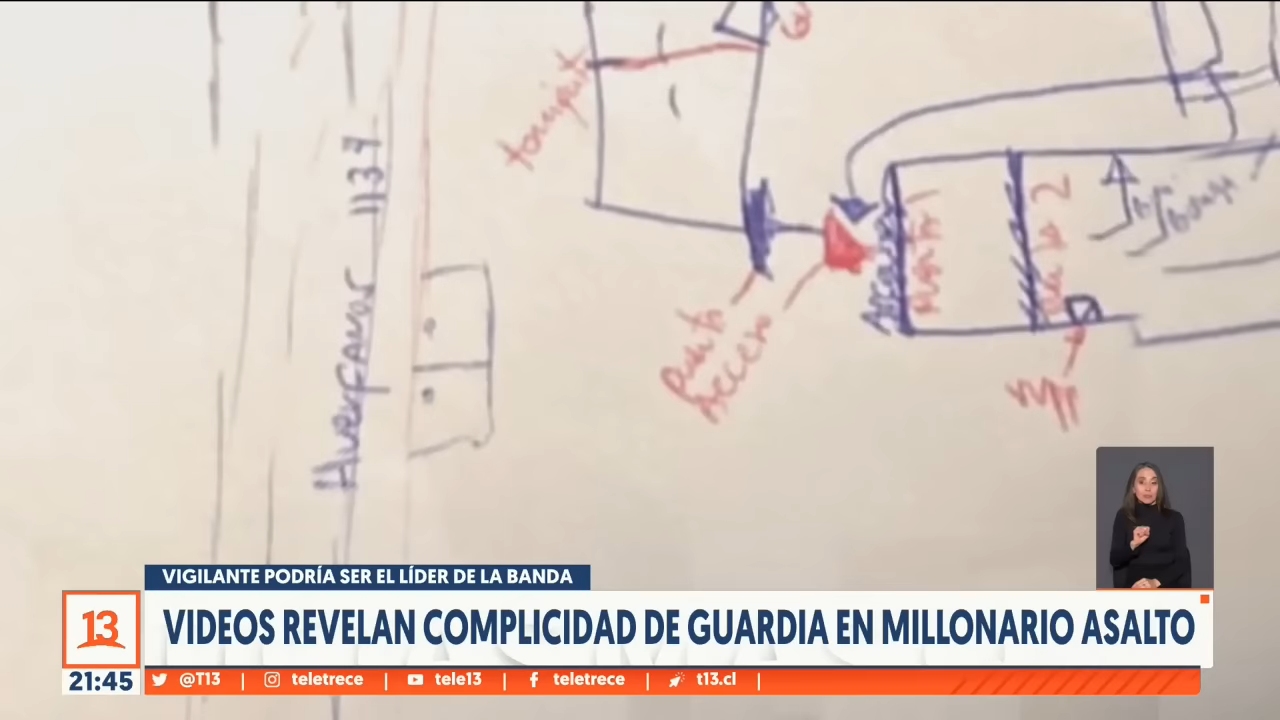 Huerfanos 1137
Punto
Acceso
VIGILANTE PODRÍA SER EL LÍDER DE LA BANDA
13
VIDEOS REVELAN COMPLICIDAD DE GUARDIA EN MILLONARIO ASALTO
21:45
@T13 | teletrece | tele13 | teletrece | t13.cl |